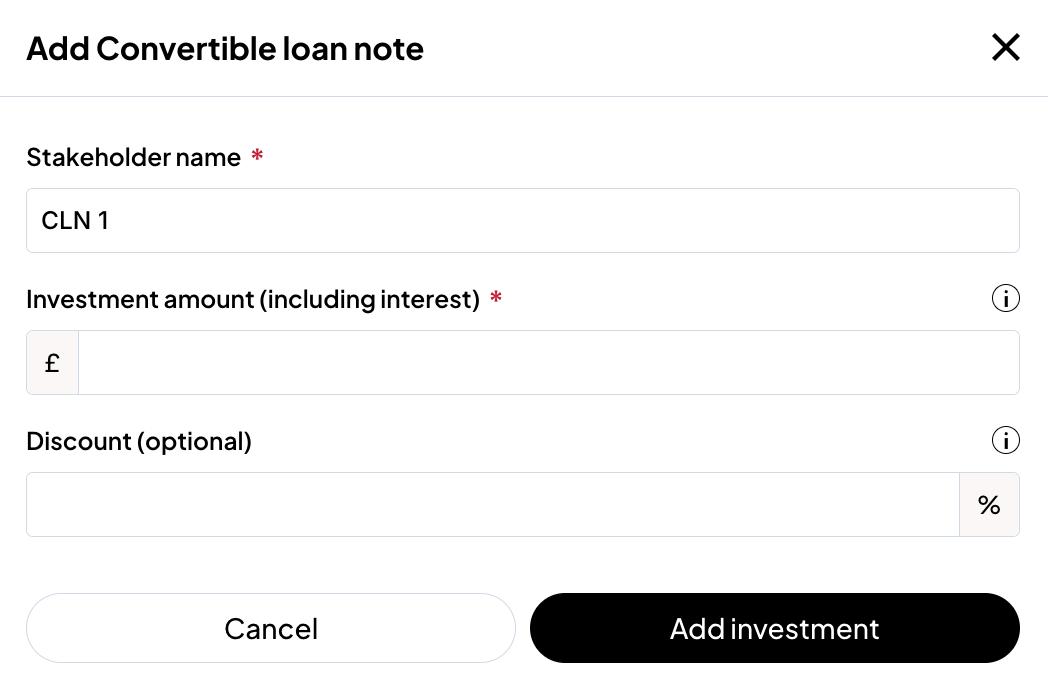 Add Convertible loan note
Stakeholder name *
CLN 1
Investment amount (including interest) *
£
Discount (optional)
%
Cancel
Add investment